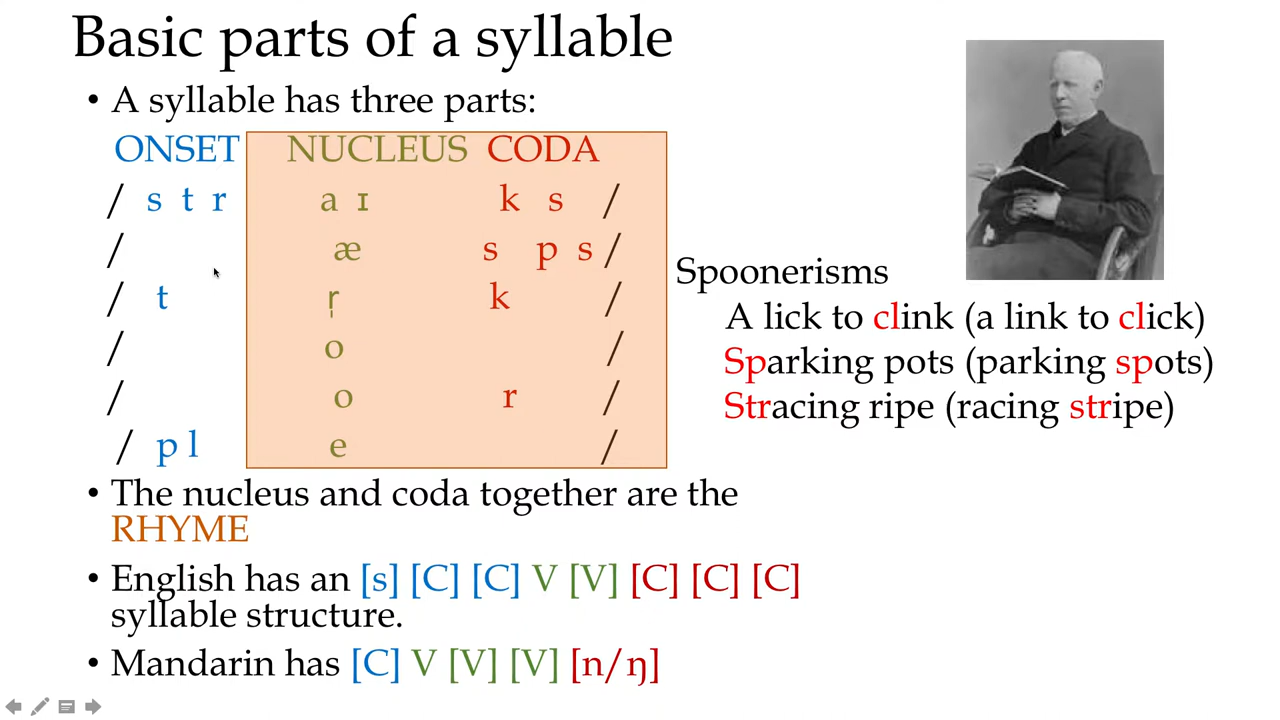 Basic parts of a syllable
• A syllable has three parts:
ONSET NUCLEUS CODA
/ s t r a ɪ k s /
/ æ s p s /
/ t r̩ k /
/ o /
/ o r /
/ p l e /
• The nucleus and coda together are the
RHYME
• English has an [s] [C] [C] V [V] [C] [C] [C]
syllable structure.
• Mandarin has [C] V [V] [V] [n/ŋ]
Spoonerisms
A lick to clink (a link to click)
Sparking pots (parking spots)
Stracing ripe (racing stripe)